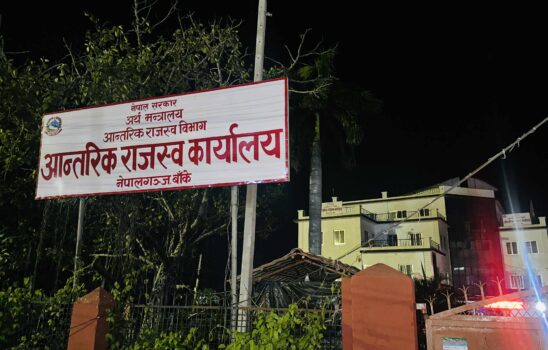 नेपाल सरकार
अर्थ मन्त्रालय
आन्तरिक राजस्व विभाग
आन्तरिक राजस्व कार्यालय
नेपालगञ्ज बाँके